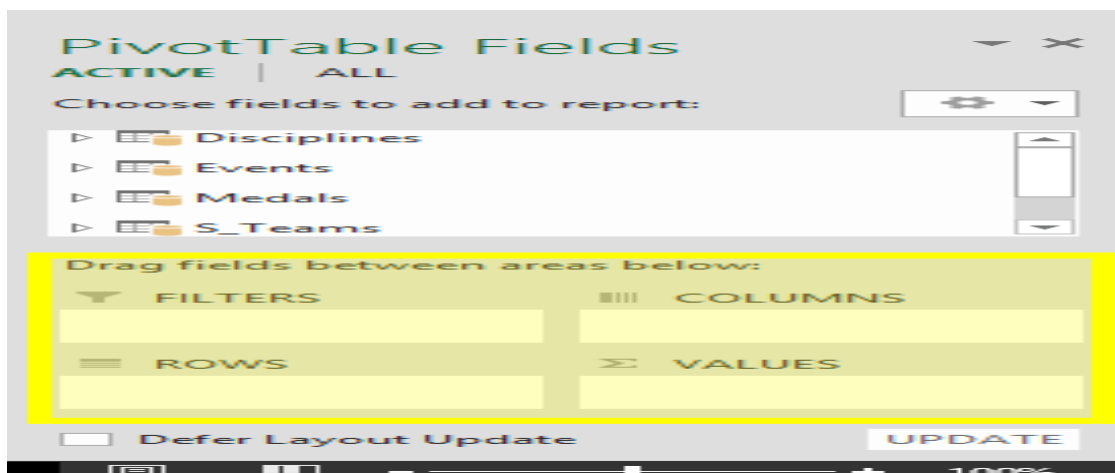 PivotTable Fields
ACTIVE | ALL
Choose fields to add to report:
Disciplines
Events
Medals
S_Teams
Drag fields between areas below:
FILTERS
COLUMNS
ROWS
VALUES
Defer Layout Update
UPDATE
100%